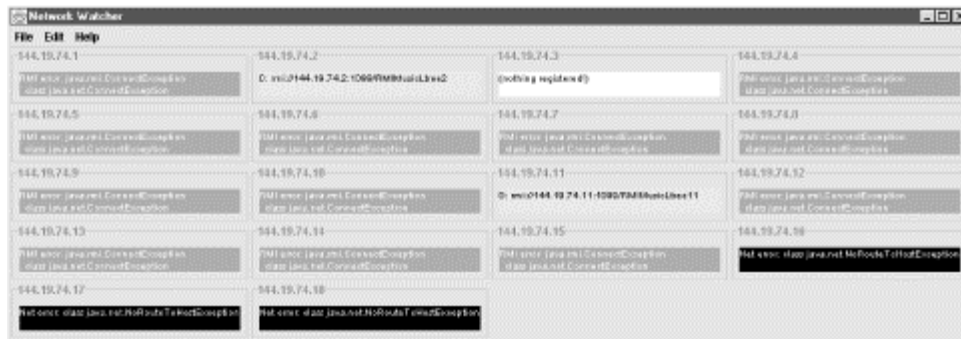 Network Watcher
File Edit Help
144.19.74.1
144.19.74.2
144.19.74.3
144.19.74.4
RMI error: java.rmi.ConnectException
class java.net.ConnectException
0: rmi://144.19.74.2:1099/RMIMusicLtree2
(nothing registered!)
RMI error: java.rmi.ConnectException
class java.net.ConnectException
144.19.74.5
144.19.74.6
144.19.74.7
144.19.74.8
RMI error: java.rmi.ConnectException
class java.net.ConnectException
RMI error: java.rmi.ConnectException
class java.net.ConnectException
RMI error: java.rmi.ConnectException
class java.net.ConnectException
RMI error: java.rmi.ConnectException
class java.net.ConnectException
144.19.74.9
144.19.74.10
144.19.74.11
144.19.74.12
RMI error: java.rmi.ConnectException
class java.net.ConnectException
RMI error: java.rmi.ConnectException
class java.net.ConnectException
0: rmi://144.19.74.11:1099/
RMI error: java.rmi.ConnectException
class java.net.ConnectException
144.19.74.13
144.19.74.14
144.19.74.15
144.19.74.16
RMI error: java.rmi.ConnectException
class java.net.ConnectException
RMI error: java.rmi.ConnectException
class java.net.ConnectException
RMI error: java.rmi.ConnectException
class java.net.ConnectException
Net error: class java.net.NoRouteToHostException
144.19.74.17
144.19.74.18
Net error: class java.net.NoRouteToHostException
Net error: class java.net.NoRouteToHostException